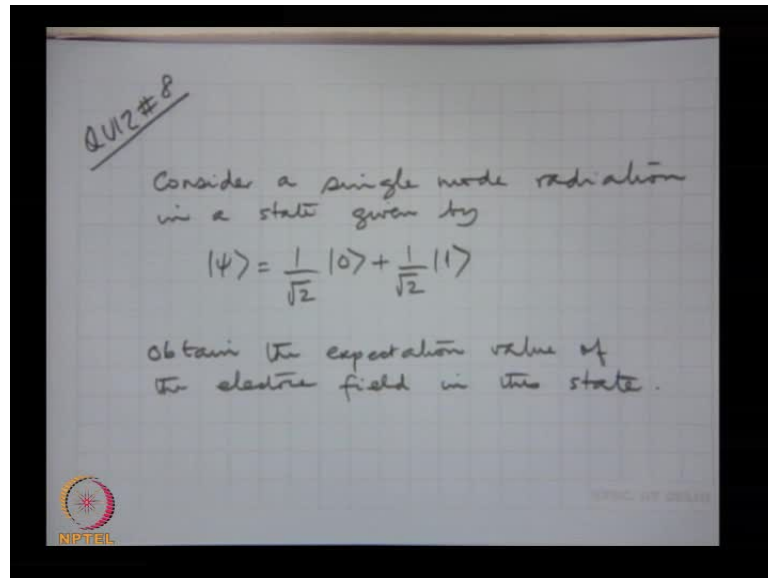 QUIZ # 8
Consider a single mode radiation
in a state given by
|ψ⟩ = 1/√2 |0⟩ + 1/√2 |1⟩
Obtain the expectation value of
the electric field in this state.
NPTEL